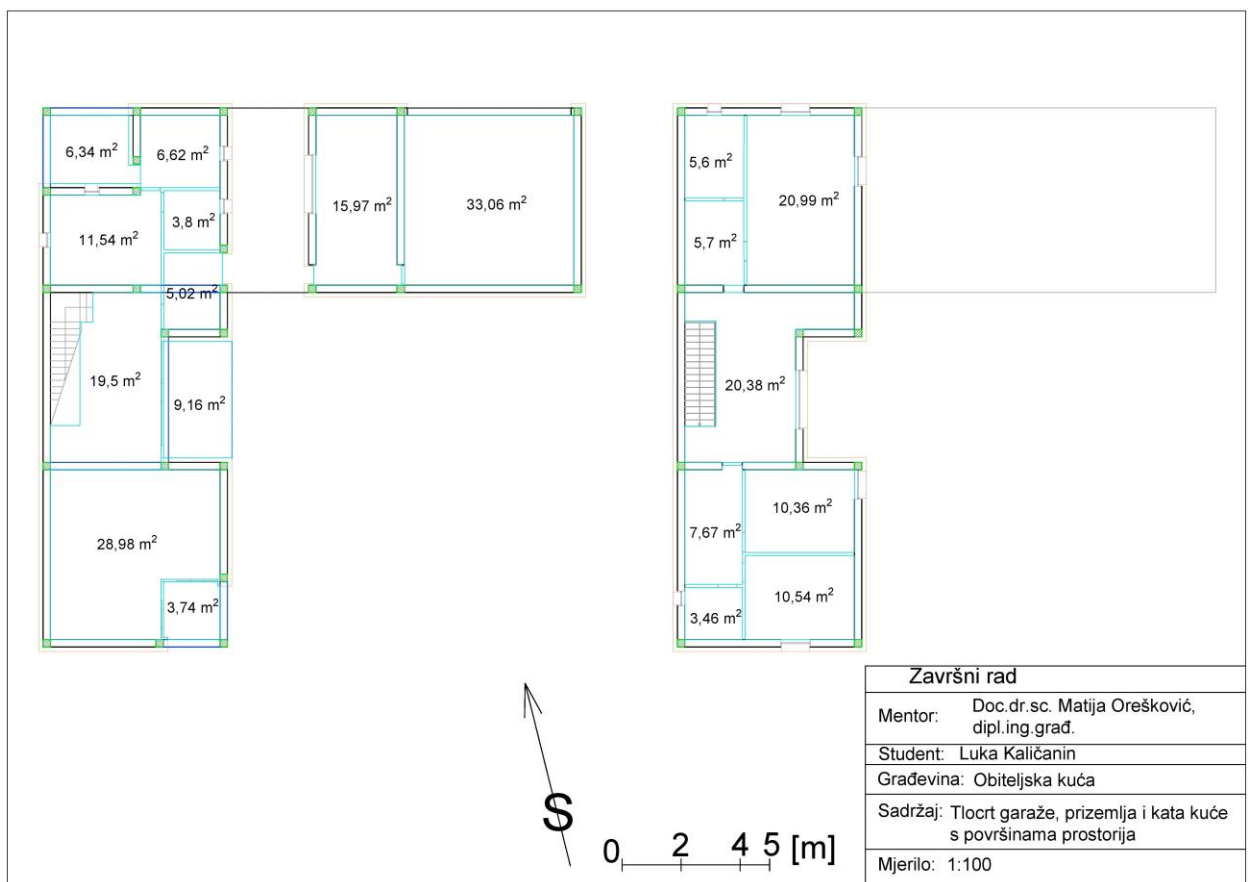 6,34 m²
6,62 m²
3,8 m²
11,54 m²
5,02 m²
19,5 m²
9,16 m²
28,98 m²
3,74 m²
15,97 m²
33,06 m²
5,6 m²
20,99 m²
5,7 m²
20,38 m²
10,36 m²
7,67 m²
10,54 m²
3,46 m²
S
0 2 4 5 [m]
Završni rad
Mentor: Doc.dr.sc. Matija Orešković,
dipl.ing.građ.
Student: Luka Kaličanin
Građevina: Obiteljska kuća
Sadržaj: Tlocrt garaže, prizemlja i kata kuće
s površinama prostorija
Mjerilo: 1:100